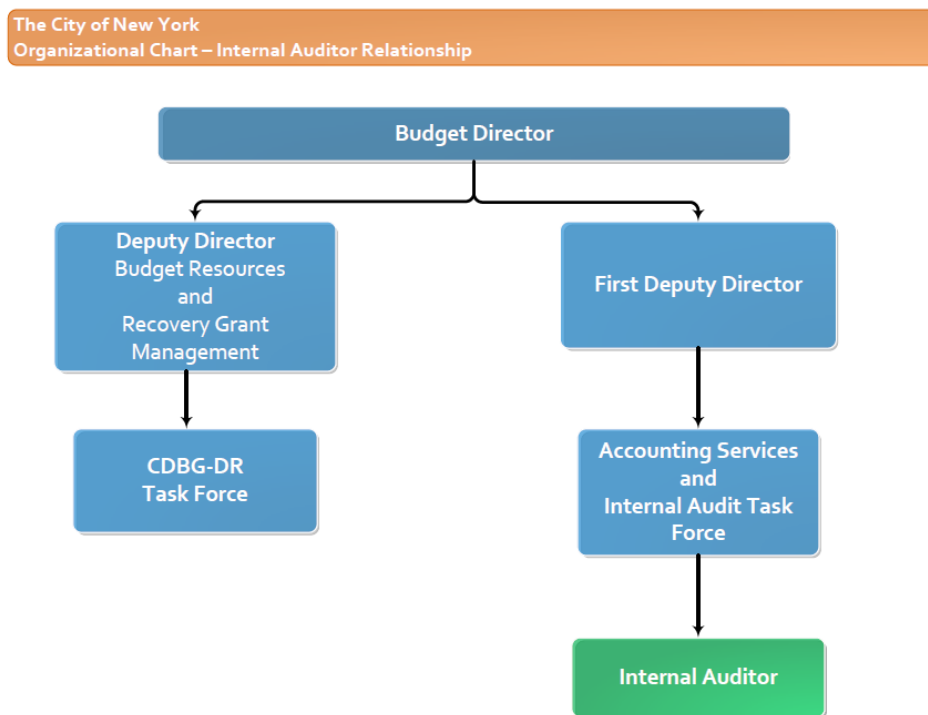 The City of New York
Organizational Chart – Internal Auditor Relationship
Budget Director
Deputy Director
Budget Resources
and
Recovery Grant
Management
First Deputy Director
CDBG-DR
Task Force
Accounting Services
and
Internal Audit Task
Force
Internal Auditor